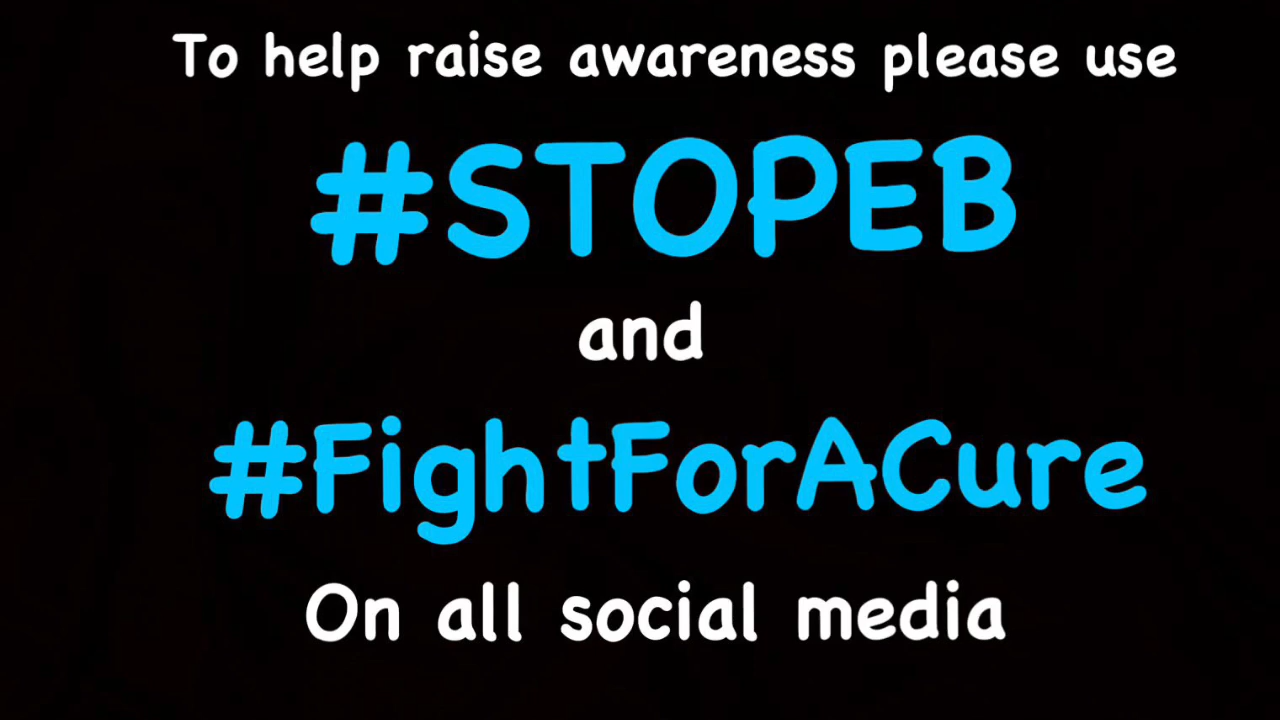 To help raise awareness please use
#STOPEB
and
#FightForACure
On all social media